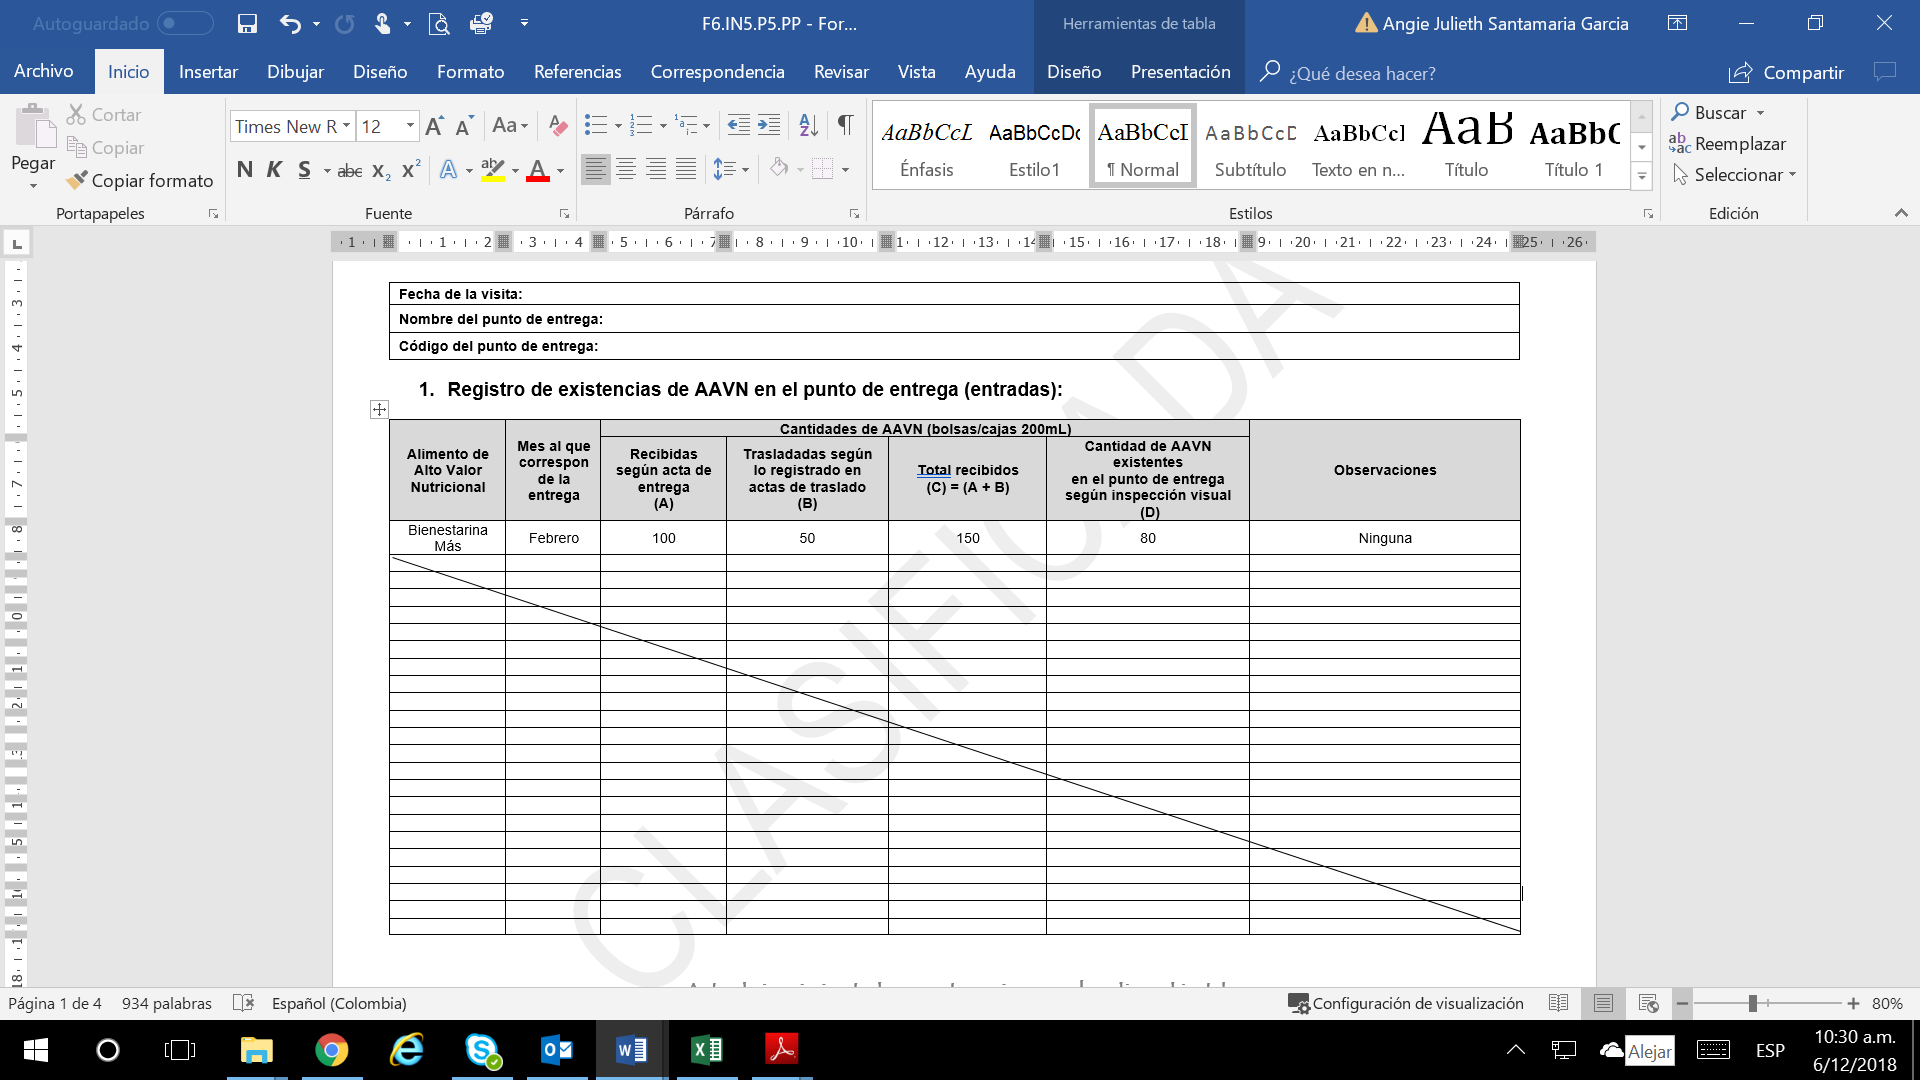 Autoguardado
F6.IN5.P5.PP - For...
Herramientas de tabla
Angie Julieth Santamaria Garcia
Archivo Inicio Insertar Dibujar Diseño Formato Referencias Correspondencia Revisar Vista Ayuda Diseño Presentación ¿Qué desea hacer? Compartir
Pegar
Cortar
Copiar
Copiar formato
Portapapeles
Times New R 12
N K S abc X₂ X²
Fuente
Párrafo
AaBbCcL AaBbCcDc AaBbCcI AaBbCcD AaBbCcI AaB AaBbC
Énfasis Estilo1 ¶ Normal Subtítulo Texto en n... Título Título 1
Estilos
Buscar
Reemplazar
Seleccionar
Edición
Fecha de la visita:
Nombre del punto de entrega:
Código del punto de entrega:
1. Registro de existencias de AAVN en el punto de entrega (entradas):
Alimento de
Alto Valor
Nutricional
Mes al que
correspon
de la
entrega
Cantidades de AAVN (bolsas/cajas 200mL)
Recibidas
según acta de
entrega
(A)
Trasladadas según
lo registrado en
actas de traslado
(B)
Total recibidos
(C) = (A + B)
Cantidad de AAVN
existentes
en el punto de entrega
según inspección visual
(D)
Observaciones
Bienestarina
Más
Febrero 100 50 150 80 Ninguna
CLASIFICADA
Página 1 de 4 934 palabras Español (Colombia) Configuración de visualización 80%
Alejar
ESP
10:30 a.m.
6/12/2018